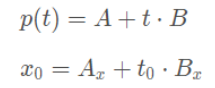 p(t) = A + t · B
x₀ = Aₓ + t₀ · Bₓ